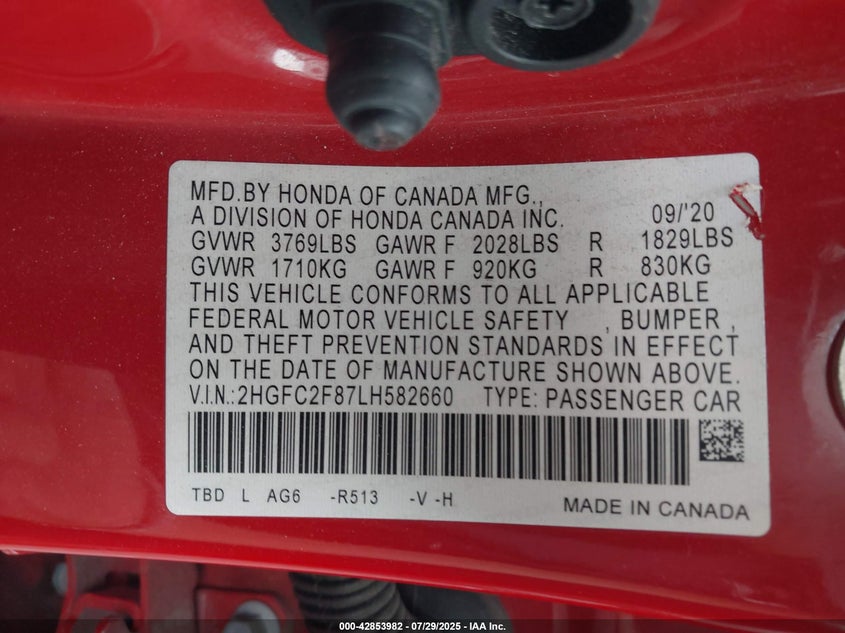 MFD.BY HONDA OF CANADA MFG.,
A DIVISION OF HONDA CANADA INC. 09/'20
GVWR 3769LBS GAWR F 2028LBS R 1829LBS
GVWR 1710KG GAWR F 920KG R 830KG
THIS VEHICLE CONFORMS TO ALL APPLICABLE
FEDERAL MOTOR VEHICLE SAFETY , BUMPER ,
AND THEFT PREVENTION STANDARDS IN EFFECT
ON THE DATE OF MANUFACTURE SHOWN ABOVE.
V.I.N.:2HGFC2F87LH582660 TYPE: PASSENGER CAR
TBD L AG6 -R513 -V -H MADE IN CANADA
000-42853982 - 07/29/2025 - IAA Inc.